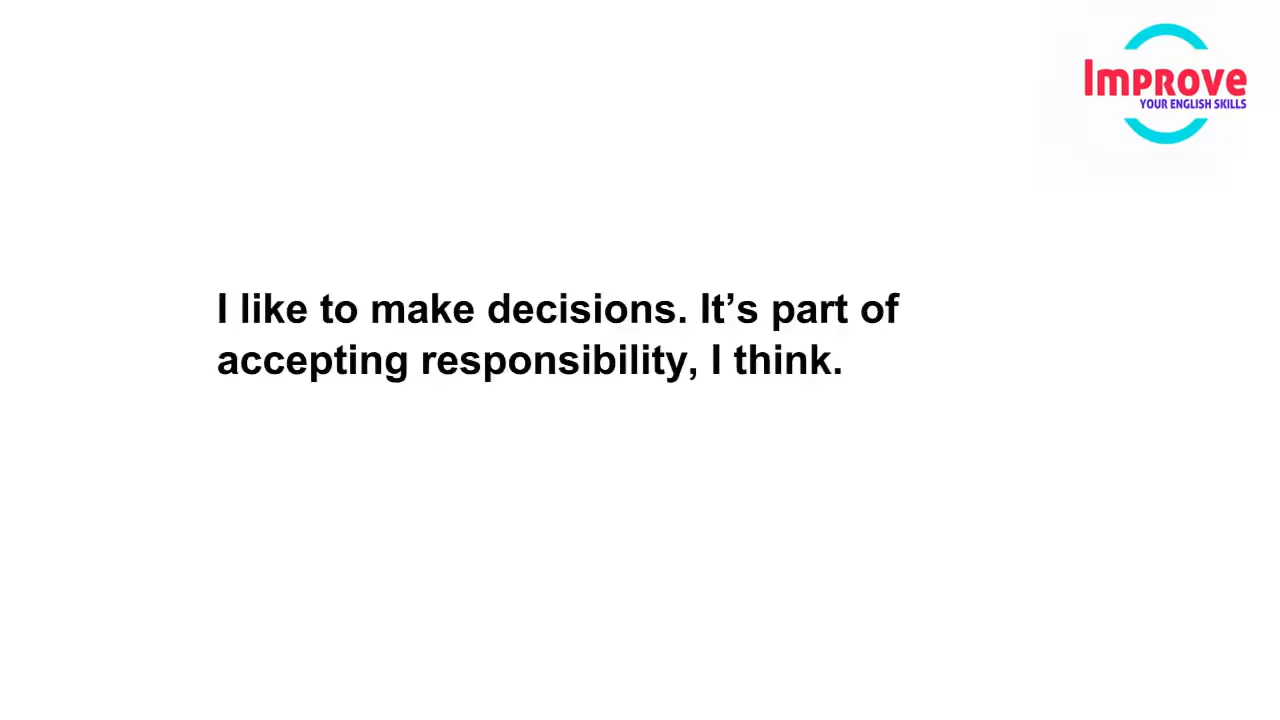 Improve
YOUR ENGLISH SKILLS
I like to make decisions. It’s part of
accepting responsibility, I think.